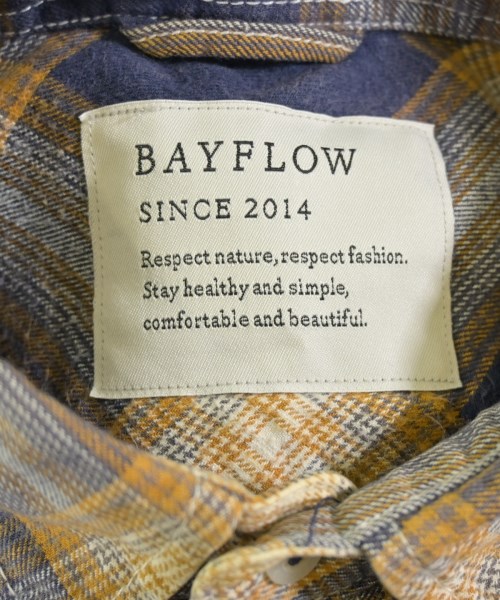 BAYFLOW
SINCE 2014
Respect nature, respect fashion.
Stay healthy and simple,
comfortable and beautiful.